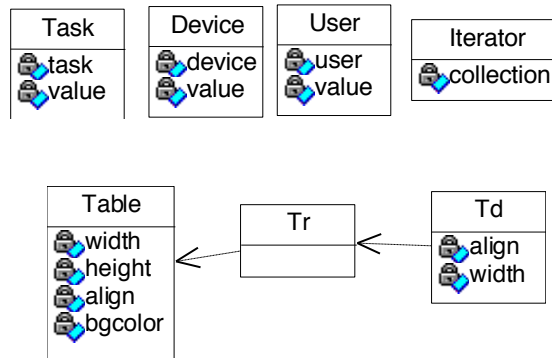 Task
task
value
Device
device
value
User
user
value
Iterator
collection
Table
width
height
align
bgcolor
Tr
Td
align
width